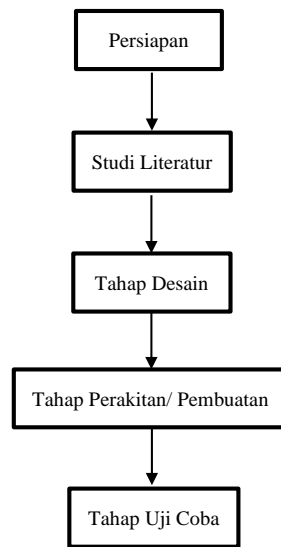 Persiapan
Studi Literatur
Tahap Desain
Tahap Perakitan/ Pembuatan
Tahap Uji Coba